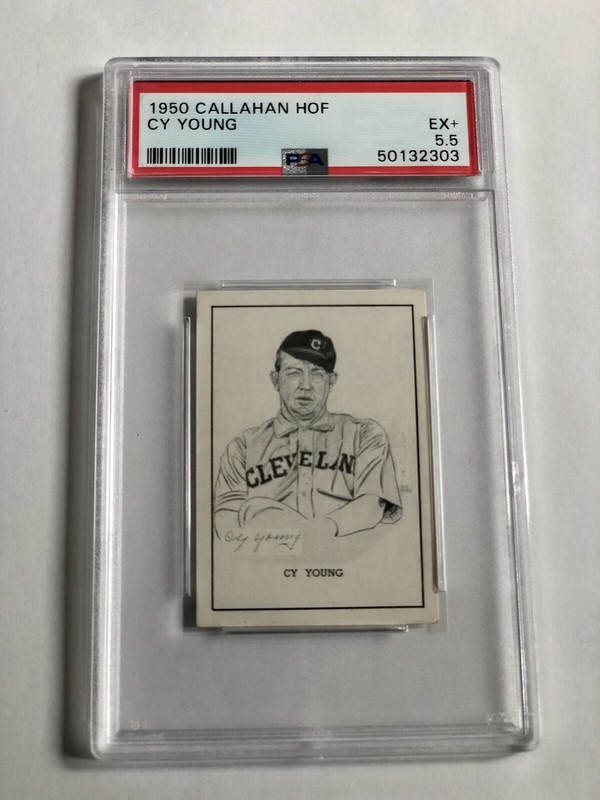 1950 CALLAHAN HOF
CY YOUNG
EX+
5.5
PSA
50132303
C
CLEVELAN
Cy Young
CY YOUNG